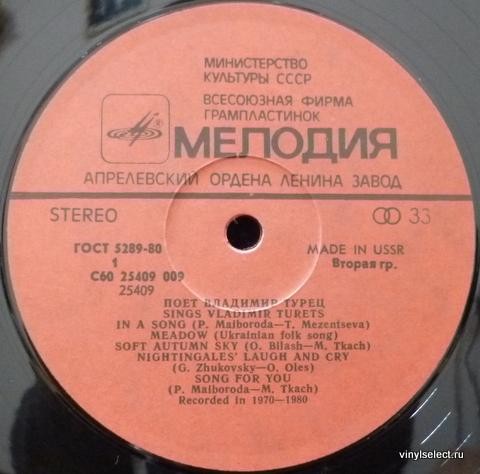 МИНИСТЕРСТВО
КУЛЬТУРЫ СССР
ВСЕСОЮЗНАЯ ФИРМА
ГРАМПЛАСТИНОК
МЕЛОДИЯ
АПРЕЛЕВСКИЙ ОРДЕНА ЛЕНИНА ЗАВОД
STEREO 33
ГОСТ 5289-80 MADE IN USSR
1 Вторая гр.
С60 25409 009
25409
ПОЕТ ВЛАДИМИР ТУРЕЦ
SINGS VLADIMIR TURETS
IN A SONG (P. Maiboroda—T. Mezentseva)
MEADOW (Ukrainian folk song)
SOFT AUTUMN SKY (O. Bilash—M. Tkach)
NIGHTINGALES' LAUGH AND CRY
(G. Zhukovsky—O. Oles)
SONG FOR YOU
(P. Maiboroda—M. Tkach)
Recorded in 1970—1980
vinylselect.ru